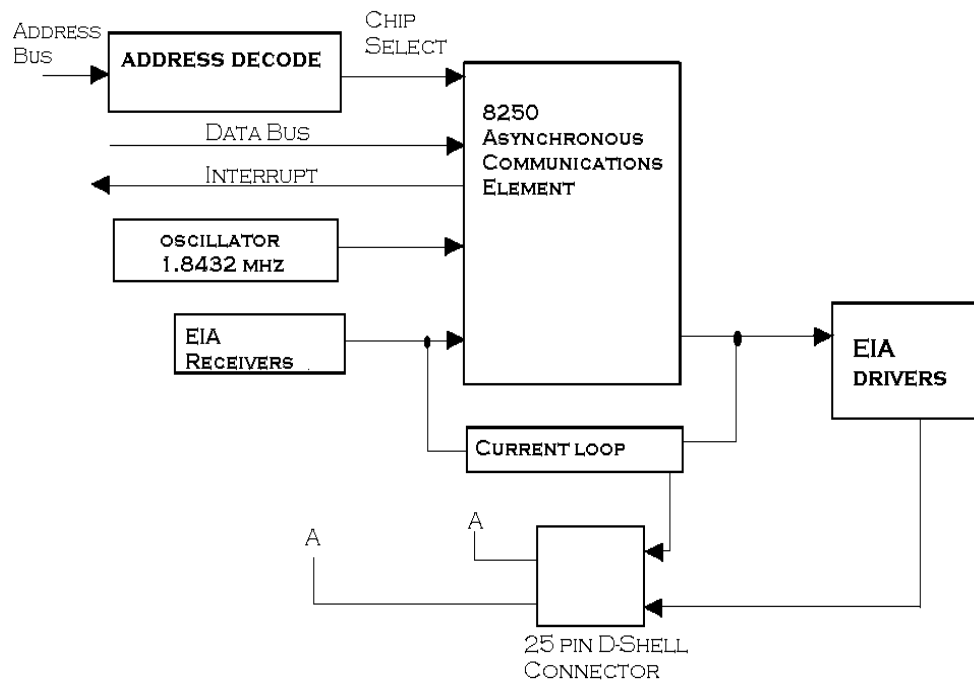 Address
Bus
ADDRESS DECODE
Chip
Select
8250
Asynchronous
Communications
Element
Data Bus
Interrupt
OSCILLATOR
1.8432 MHZ
EIA
Receivers
EIA
DRIVERS
Current loop
A
A
25 pin D-Shell
Connector